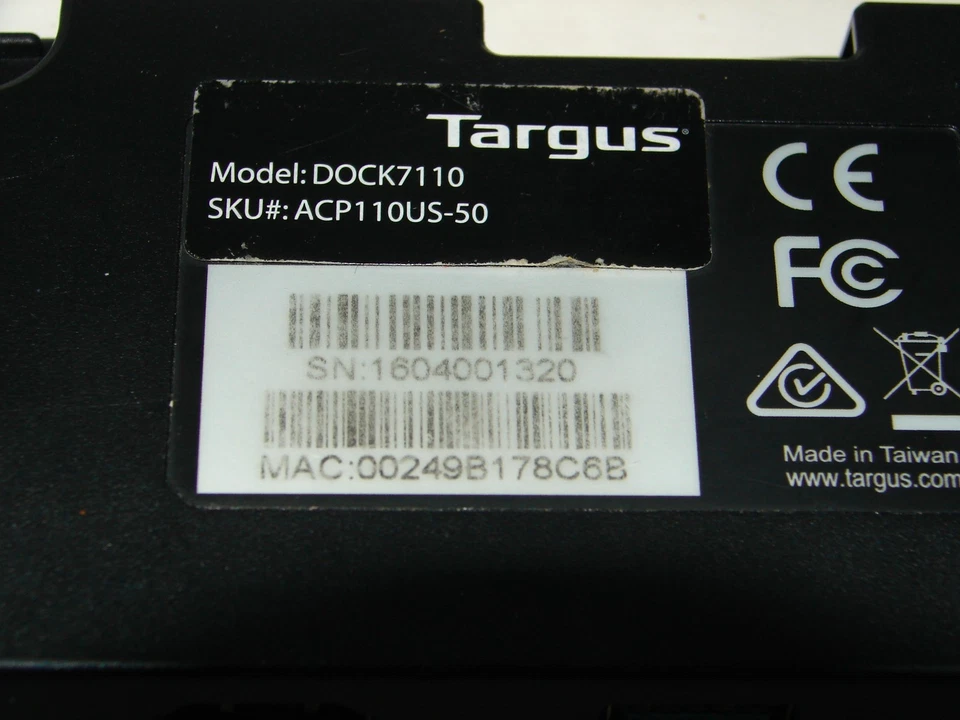 Targus
Model: DOCK7110
SKU#: ACP110US-50
SN:1604001320
MAC:00249B178C6B
CE
FC
Made in Taiwan
www.targus.com